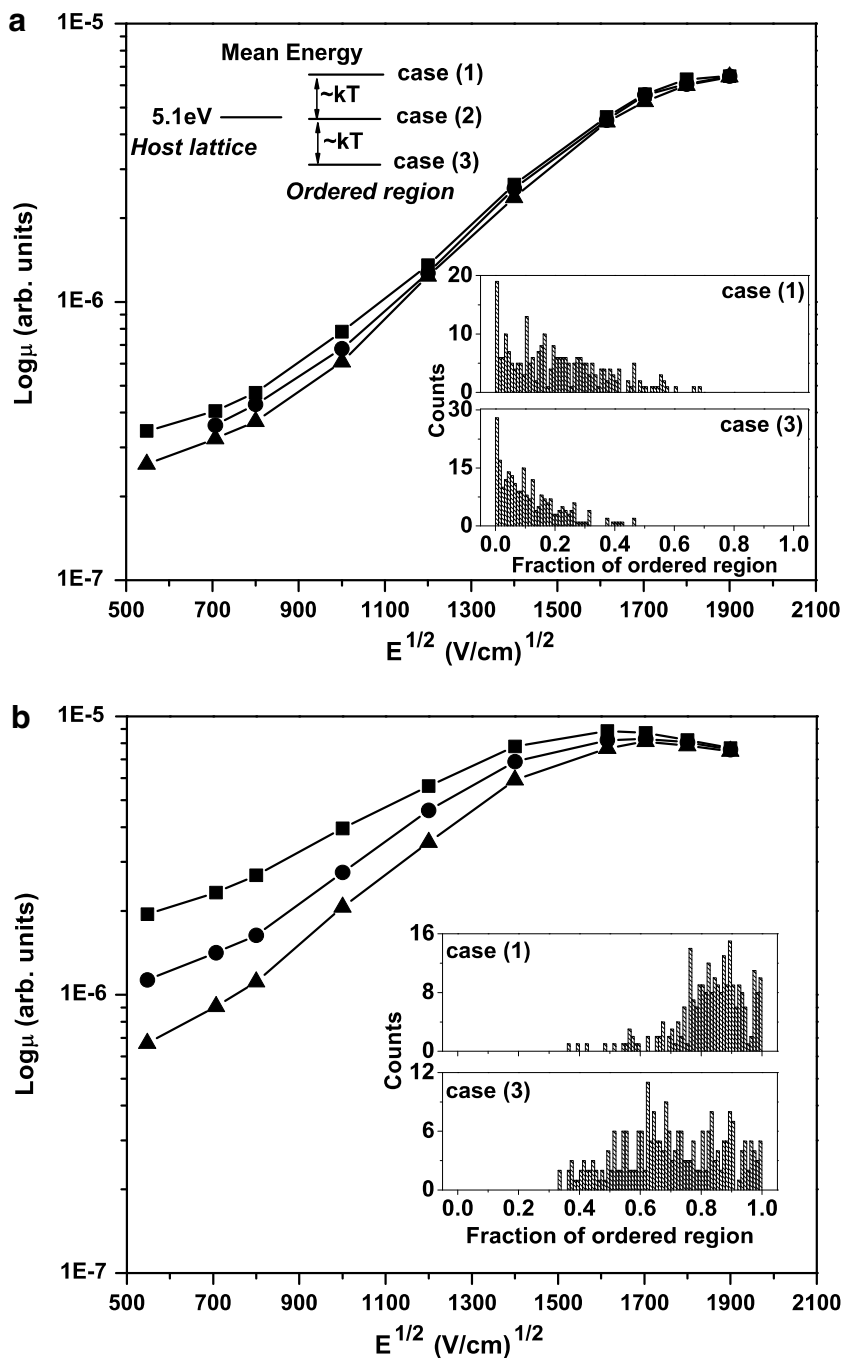 a
1E-5
1E-6
1E-7
Logμ (arb. units)
Mean Energy
case (1)
~kT
5.1eV
case (2)
Host lattice
~kT
case (3)
Ordered region
20
10
0
case (1)
30
15
0
case (3)
Counts
0.0 0.2 0.4 0.6 0.8 1.0
Fraction of ordered region
500 700 900 1100 1300 1500 1700 1900 2100
E^1/2 (V/cm)^1/2
b
1E-5
1E-6
1E-7
Logμ (arb. units)
16
8
0
case (1)
12
6
0
case (3)
Counts
0.0 0.2 0.4 0.6 0.8 1.0
Fraction of ordered region
500 700 900 1100 1300 1500 1700 1900 2100
E^1/2 (V/cm)^1/2